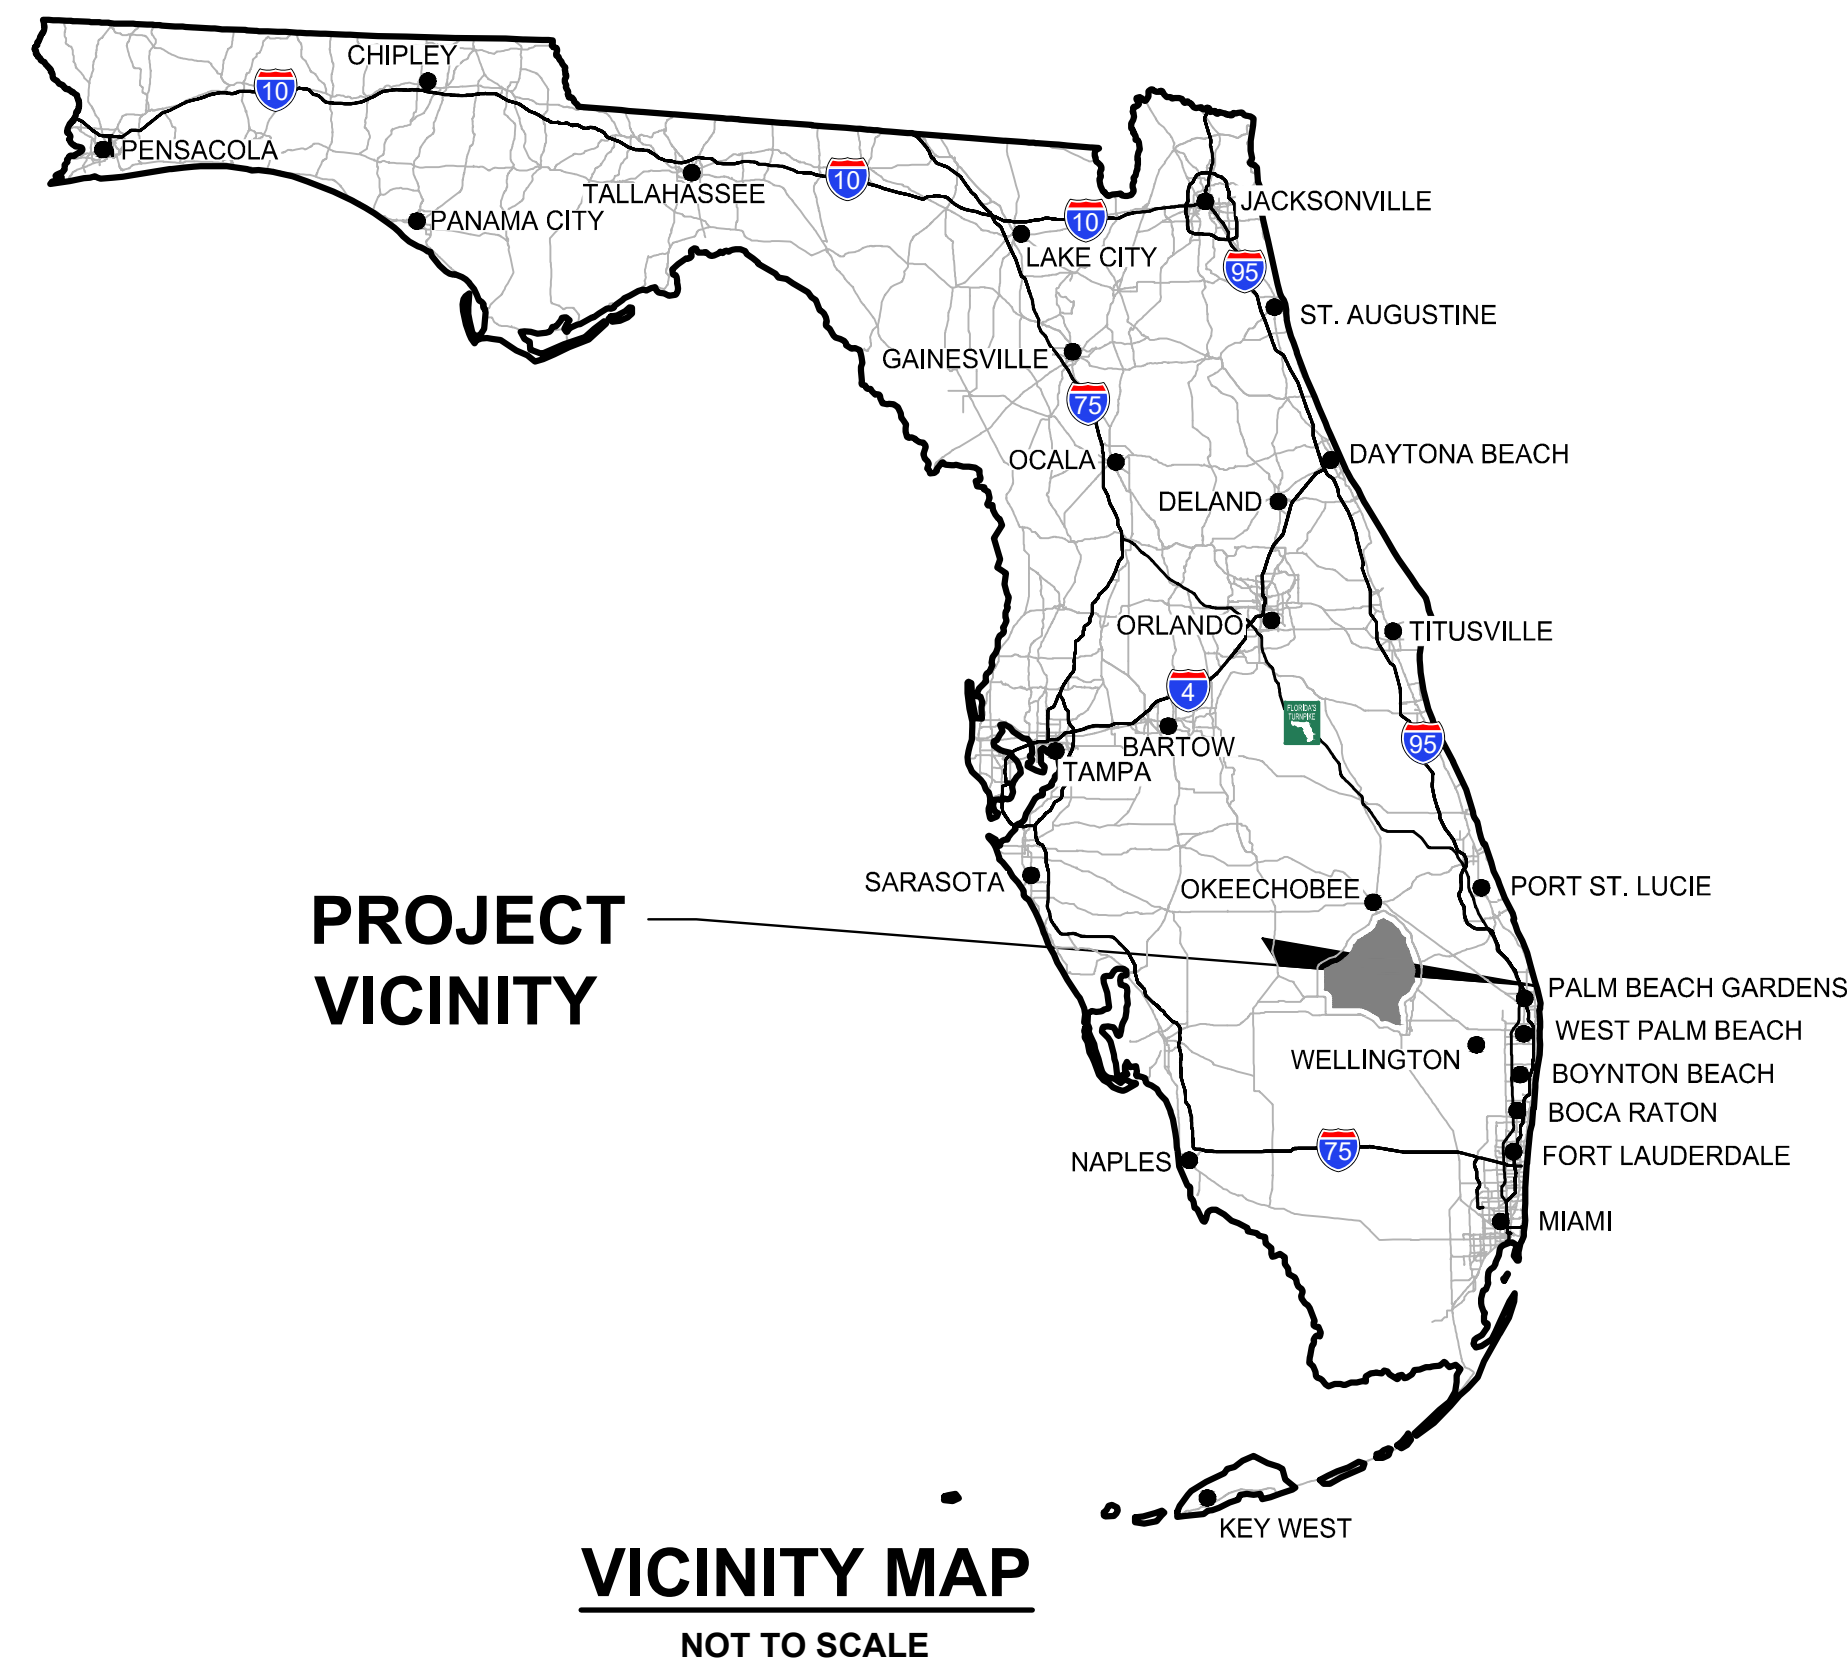 CHIPLEY
10
PENSACOLA
TALLAHASSEE
10
PANAMA CITY
10
JACKSONVILLE
LAKE CITY
95
ST. AUGUSTINE
GAINESVILLE
75
OCALA
DAYTONA BEACH
DELAND
ORLANDO
TITUSVILLE
4
FLORIDA'S
TURNPIKE
95
BARTOW
TAMPA
SARASOTA
OKEECHOBEE
PORT ST. LUCIE
PROJECT
VICINITY
PALM BEACH GARDENS
WEST PALM BEACH
WELLINGTON
BOYNTON BEACH
BOCA RATON
75
NAPLES
FORT LAUDERDALE
MIAMI
KEY WEST
VICINITY MAP
NOT TO SCALE